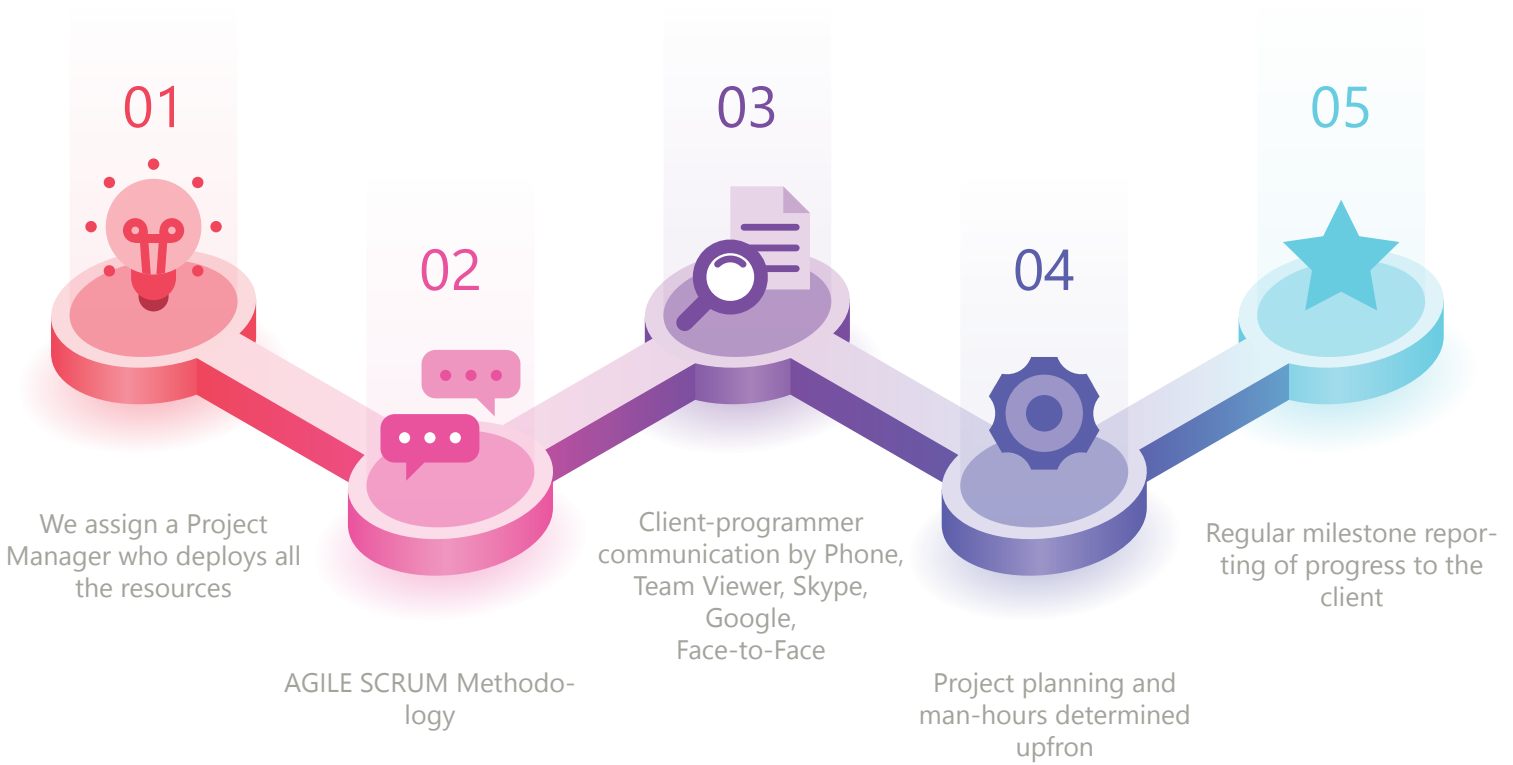 01
We assign a Project
Manager who deploys all
the resources
02
AGILE SCRUM Methodo-
logy
03
Client-programmer
communication by Phone,
Team Viewer, Skype,
Google,
Face-to-Face
04
Project planning and
man-hours determined
upfron
05
Regular milestone repor-
ting of progress to the
client